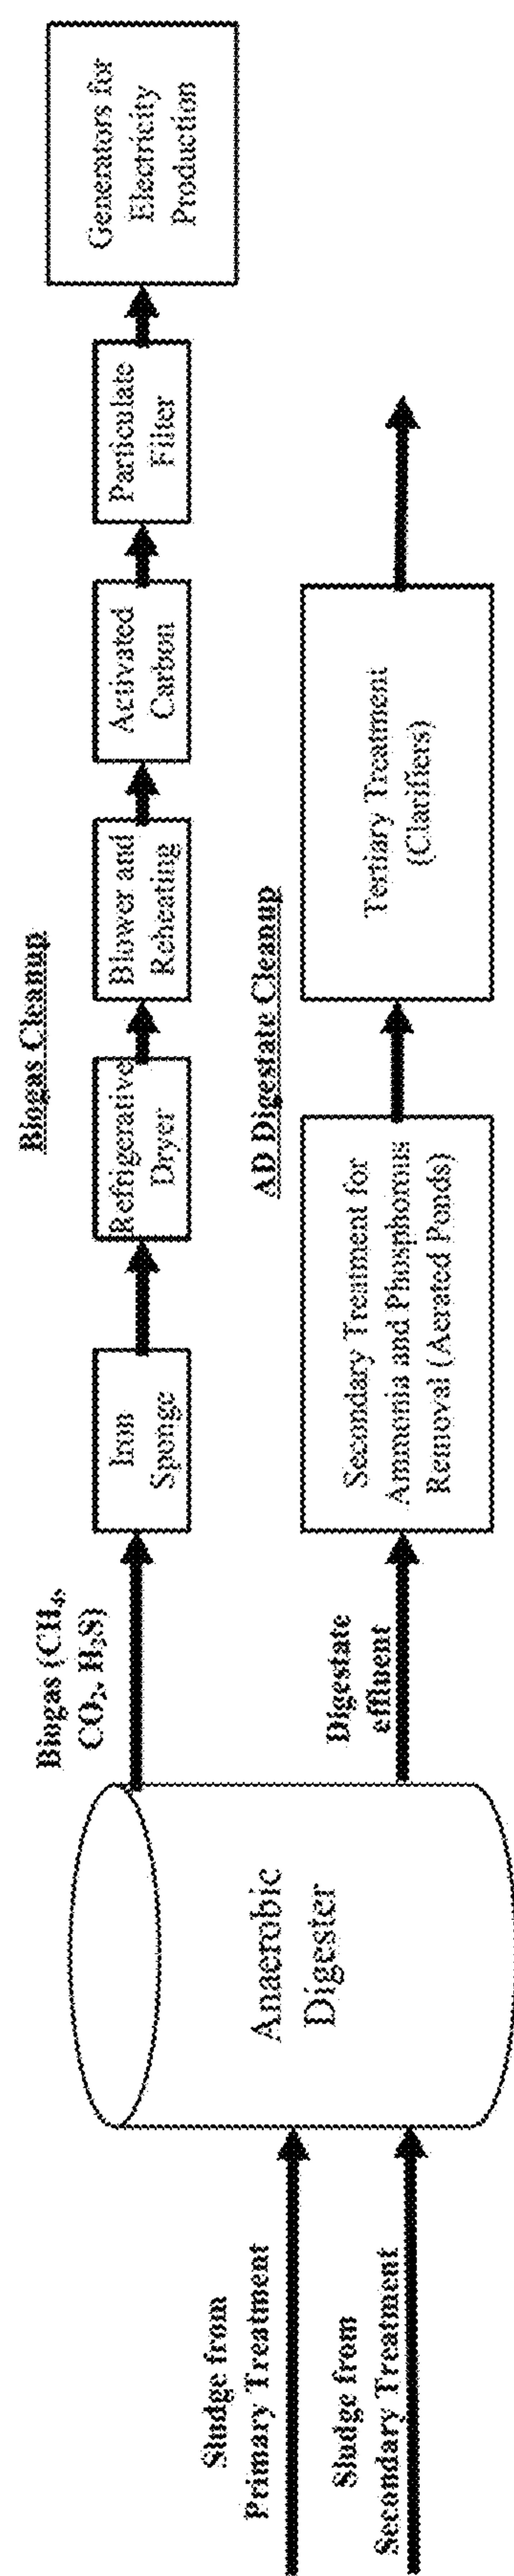 Sludge from
Primary Treatment
Sludge from
Secondary Treatment
Anaerobic
Digester
Biogas (CH₄,
CO₂, H₂S)
Biogas Cleanup
Iron
Sponge
Refrigerative
Dryer
Blower and
Reheating
Activated
Carbon
Particulate
Filter
Generators for
Electricity
Production
Digestate
effluent
AD Digestate Cleanup
Secondary Treatment for
Ammonia and Phosphorus
Removal (Aerated Ponds)
Tertiary Treatment
(Clarifiers)